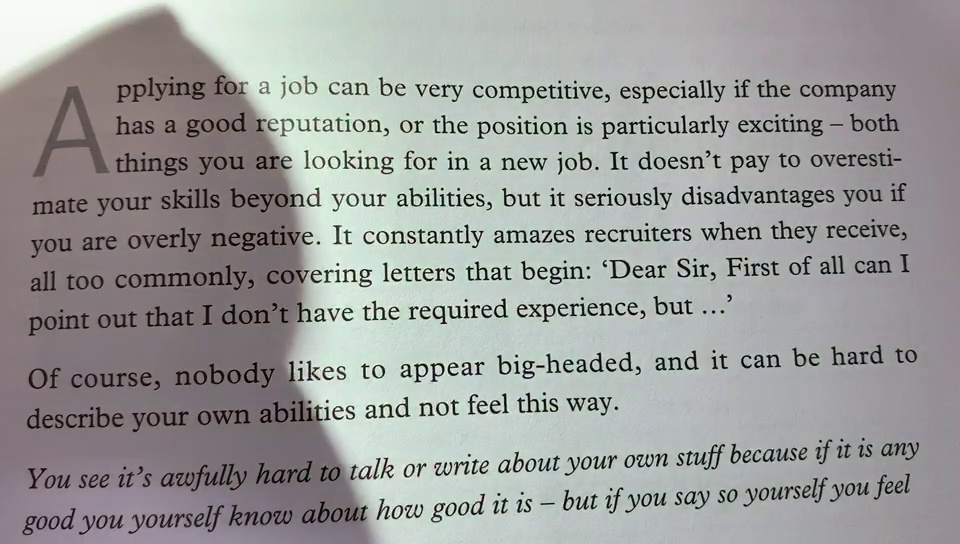 Applying for a job can be very competitive, especially if the company
has a good reputation, or the position is particularly exciting – both
things you are looking for in a new job. It doesn’t pay to overesti-
mate your skills beyond your abilities, but it seriously disadvantages you if
you are overly negative. It constantly amazes recruiters when they receive,
all too commonly, covering letters that begin: ‘Dear Sir, First of all can I
point out that I don’t have the required experience, but …’
Of course, nobody likes to appear big-headed, and it can be hard to
describe your own abilities and not feel this way.
You see it’s awfully hard to talk or write about your own stuff because if it is any
good you yourself know about how good it is – but if you say so yourself you feel